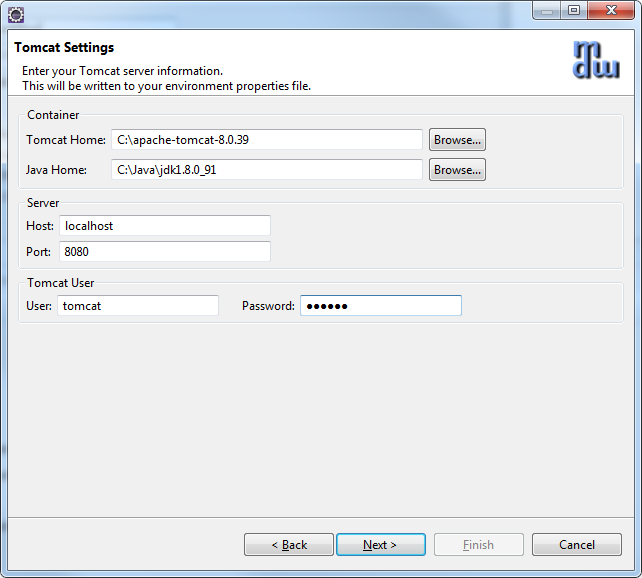 Tomcat Settings
Enter your Tomcat server information.
This will be written to your environment properties file.
mdw
Container
Tomcat Home: C:\apache-tomcat-8.0.39 Browse...
Java Home: C:\Java\jdk1.8.0_91 Browse...
Server
Host: localhost
Port: 8080
Tomcat User
User: tomcat Password: ●●●●●●
< Back Next > Finish Cancel